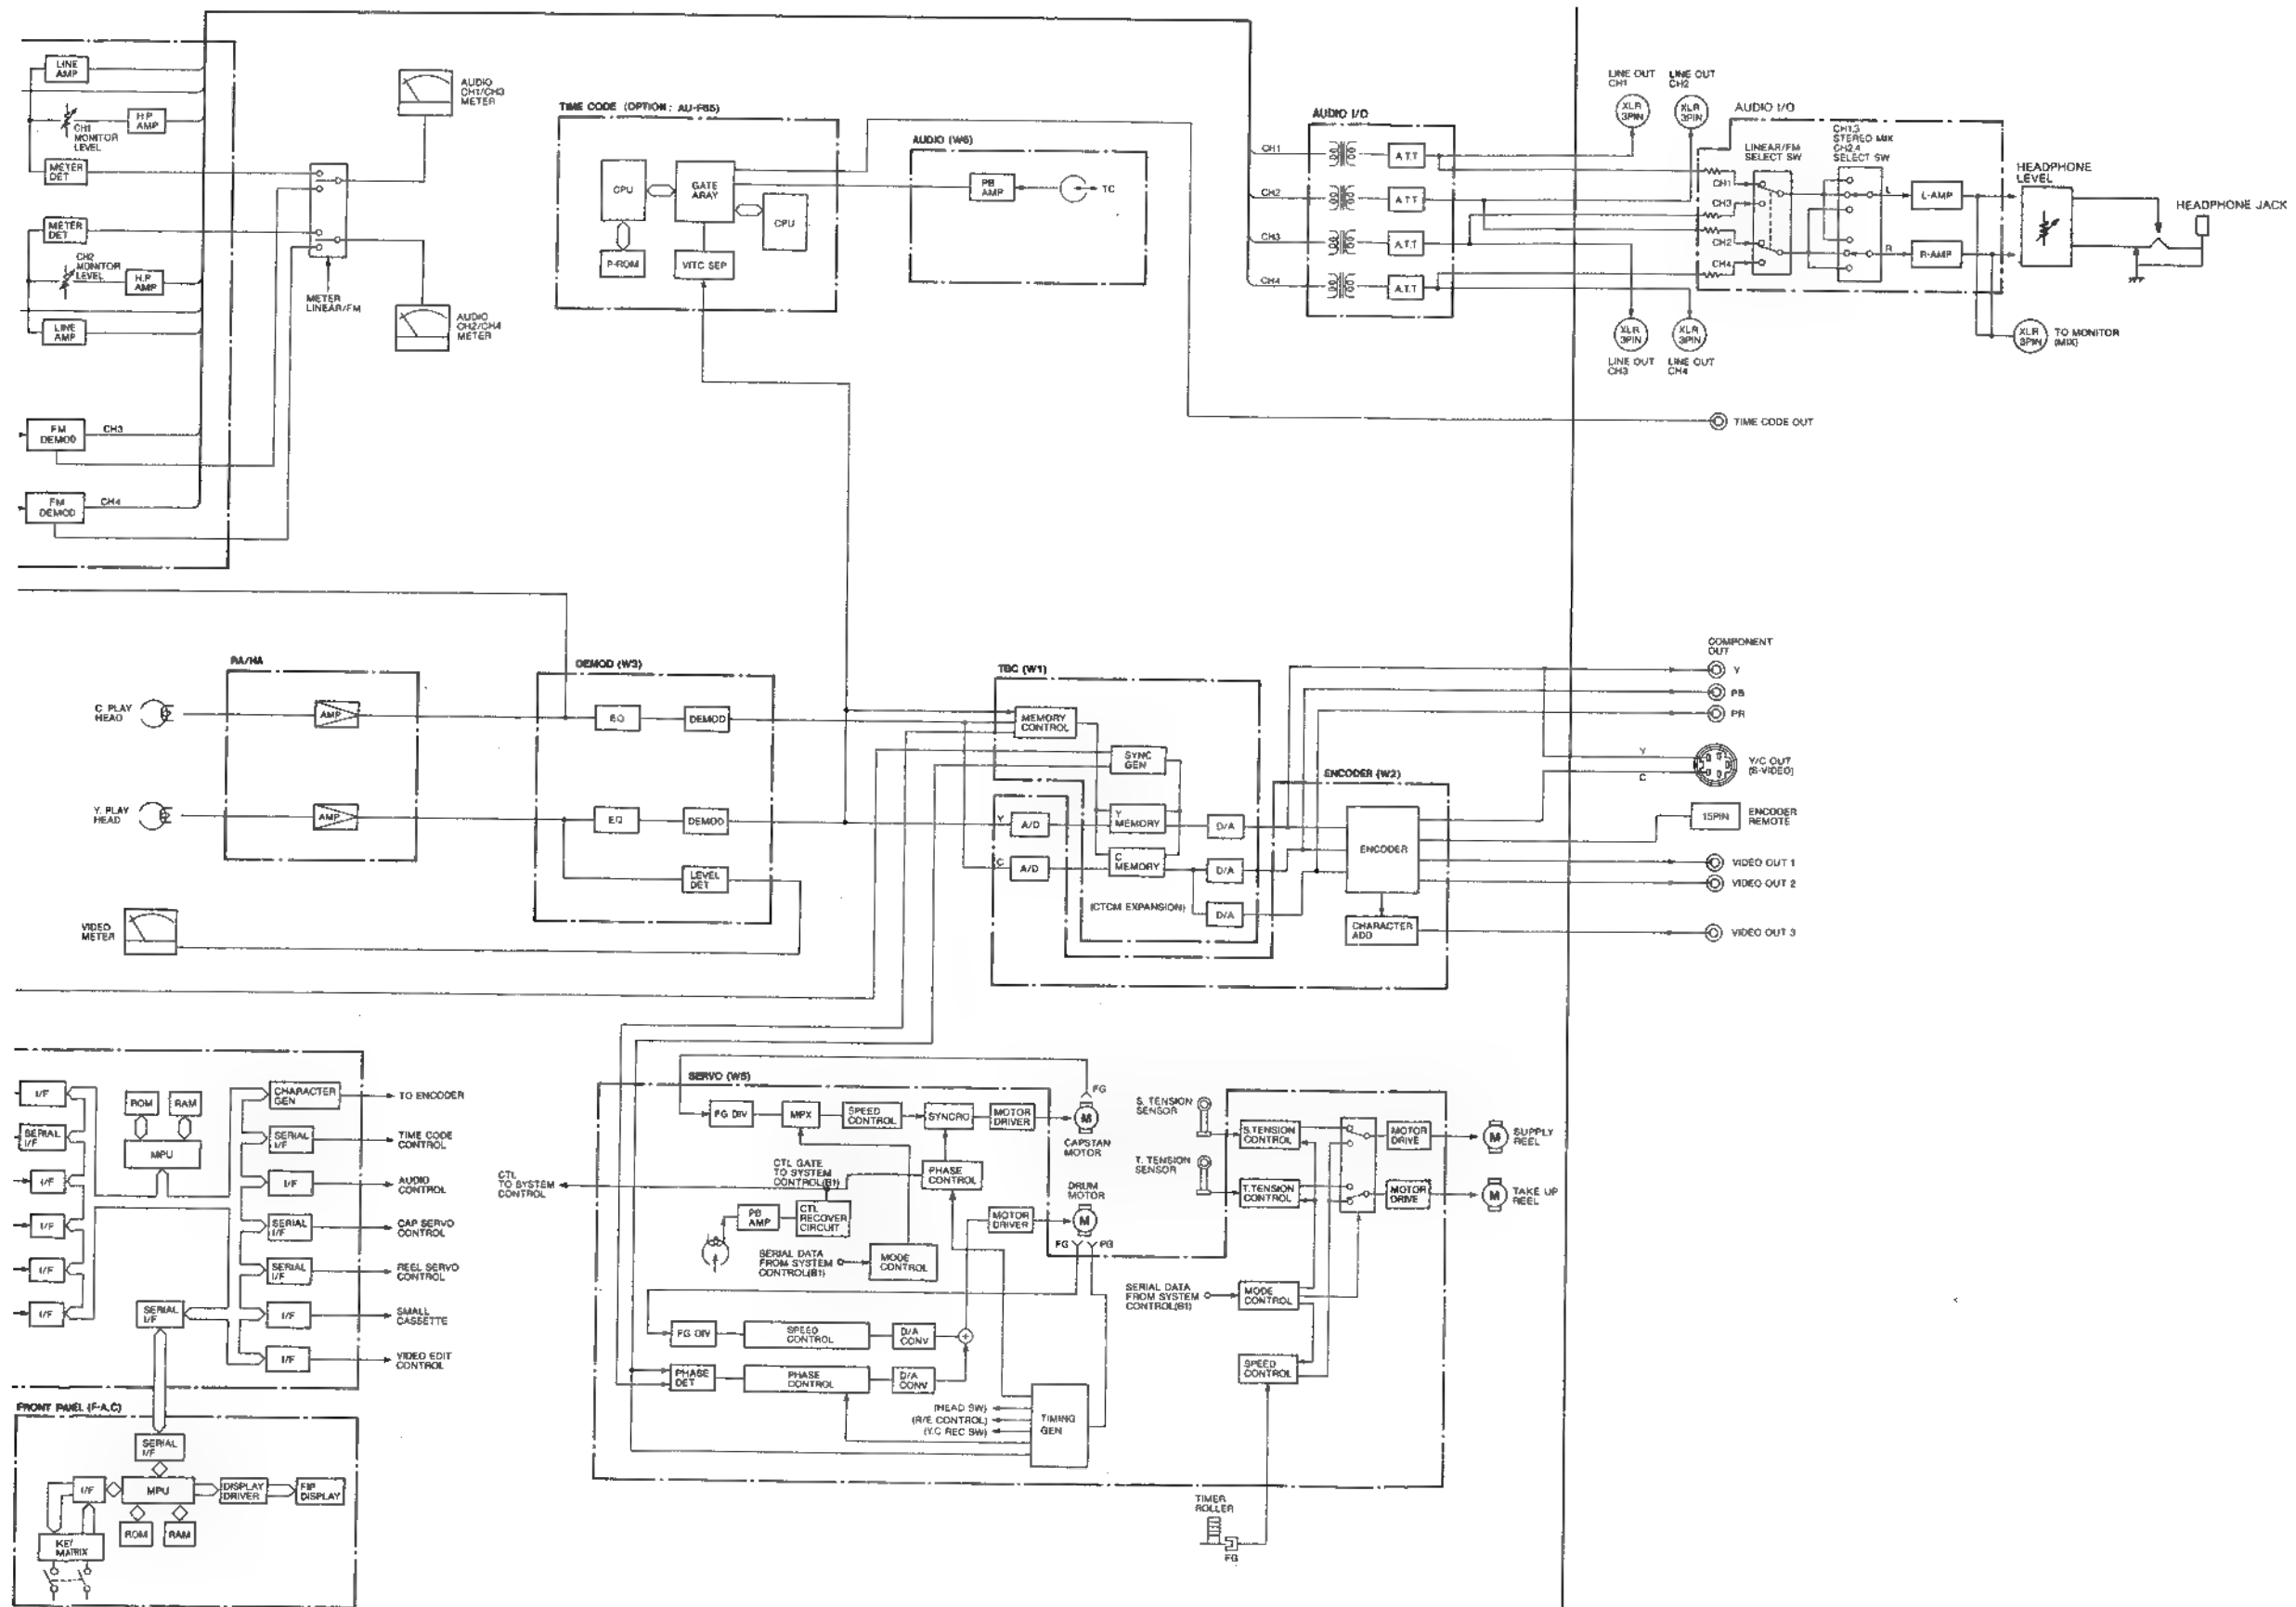 LINE
AMP
CH1
MONITOR
LEVEL
H.P
AMP
METER
DET
METER
DET
CH2
MONITOR
LEVEL
H.P
AMP
LINE
AMP
FM
DEMOD
CH3
FM
DEMOD
CH4
METER
LINEAR/FM
AUDIO
CH1/CH3
METER
AUDIO
CH2/CH4
METER
TIME CODE (OPTION: AU-F65)
CPU
GATE
ARAY
CPU
P-ROM
VITC SEP
AUDIO (W6)
PB
AMP
TC
AUDIO I/O
CH1
A.T.T
CH2
A.T.T
CH3
A.T.T
CH4
A.T.T
LINE OUT
CH1
LINE OUT
CH2
XLR
3PIN
XLR
3PIN
XLR
3PIN
XLR
3PIN
LINE OUT
CH3
LINE OUT
CH4
AUDIO I/O
LINEAR/FM
SELECT SW
CH1,3
STEREO MIX
CH2,4
SELECT SW
CH1
CH3
CH2
CH4
L
R
L-AMP
R-AMP
HEADPHONE
LEVEL
HEADPHONE JACK
XLR
3PIN
TO MONITOR
(MIX)
TIME CODE OUT
C. PLAY
HEAD
Y. PLAY
HEAD
RA/HA
AMP
AMP
DEMOD (W3)
EQ
DEMOD
EQ
DEMOD
LEVEL
DET
VIDEO
METER
TBC (W1)
MEMORY
CONTROL
SYNC
GEN
Y
A/D
Y
MEMORY
D/A
C
A/D
C
MEMORY
D/A
(CTCM EXPANSION)
D/A
ENCODER (W2)
ENCODER
CHARACTER
ADD
COMPONENT
OUT
Y
PB
PR
Y
C
Y/C OUT
(S-VIDEO)
15PIN
ENCODER
REMOTE
VIDEO OUT 1
VIDEO OUT 2
VIDEO OUT 3
I/F
SERIAL
I/F
I/F
I/F
I/F
I/F
ROM
RAM
MPU
SERIAL
I/F
CHARACTER
GEN
TO ENCODER
SERIAL
I/F
TIME CODE
CONTROL
I/F
AUDIO
CONTROL
SERIAL
I/F
CAP SERVO
CONTROL
SERIAL
I/F
REEL SERVO
CONTROL
I/F
SMALL
CASSETTE
I/F
VIDEO EDIT
CONTROL
FRONT PANEL (F-A,C)
SERIAL
I/F
I/F
MPU
DISPLAY
DRIVER
FIP
DISPLAY
ROM
RAM
KEY
MATRIX
SERVO (W5)
FG DIV
MPX
SPEED
CONTROL
SYNCRO
MOTOR
DRIVER
FG
M
CAPSTAN
MOTOR
CTL
TO SYSTEM
CONTROL
CTL GATE
TO SYSTEM
CONTROL(B1)
PHASE
CONTROL
PB
AMP
CTL
RECOVER
CIRCUIT
SERIAL DATA
FROM SYSTEM
CONTROL(B1)
MODE
CONTROL
MOTOR
DRIVER
DRUM
MOTOR
M
FG
PG
FG DIV
SPEED
CONTROL
D/A
CONV
PHASE
DET
PHASE
CONTROL
D/A
CONV
(HEAD SW)
(R/E CONTROL)
(Y.C REC SW)
TIMING
GEN
S. TENSION
SENSOR
T. TENSION
SENSOR
S.TENSION
CONTROL
T.TENSION
CONTROL
MOTOR
DRIVE
MOTOR
DRIVE
M
SUPPLY
REEL
M
TAKE UP
REEL
SERIAL DATA
FROM SYSTEM
CONTROL(B1)
MODE
CONTROL
SPEED
CONTROL
TIMER
ROLLER
FG